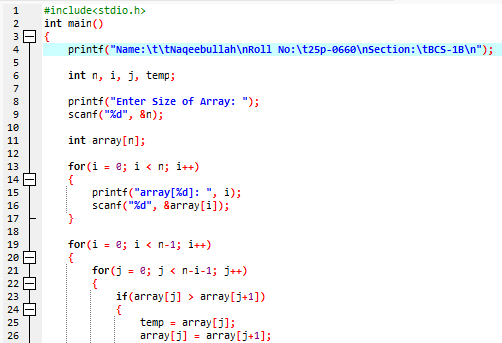 1 #include<stdio.h>
2 int main()
3 {
4 printf("Name:\t\tNaqeebullah\nRoll No:\t25p-0660\nSection:\tBCS-1B\n");
5
6 int n, i, j, temp;
7
8 printf("Enter Size of Array: ");
9 scanf("%d", &n);
10
11 int array[n];
12
13 for(i = 0; i < n; i++)
14 {
15 printf("array[%d]: ", i);
16 scanf("%d", &array[i]);
17 }
18
19 for(i = 0; i < n-1; i++)
20 {
21 for(j = 0; j < n-i-1; j++)
22 {
23 if(array[j] > array[j+1])
24 {
25 temp = array[j];
26 array[j] = array[j+1];